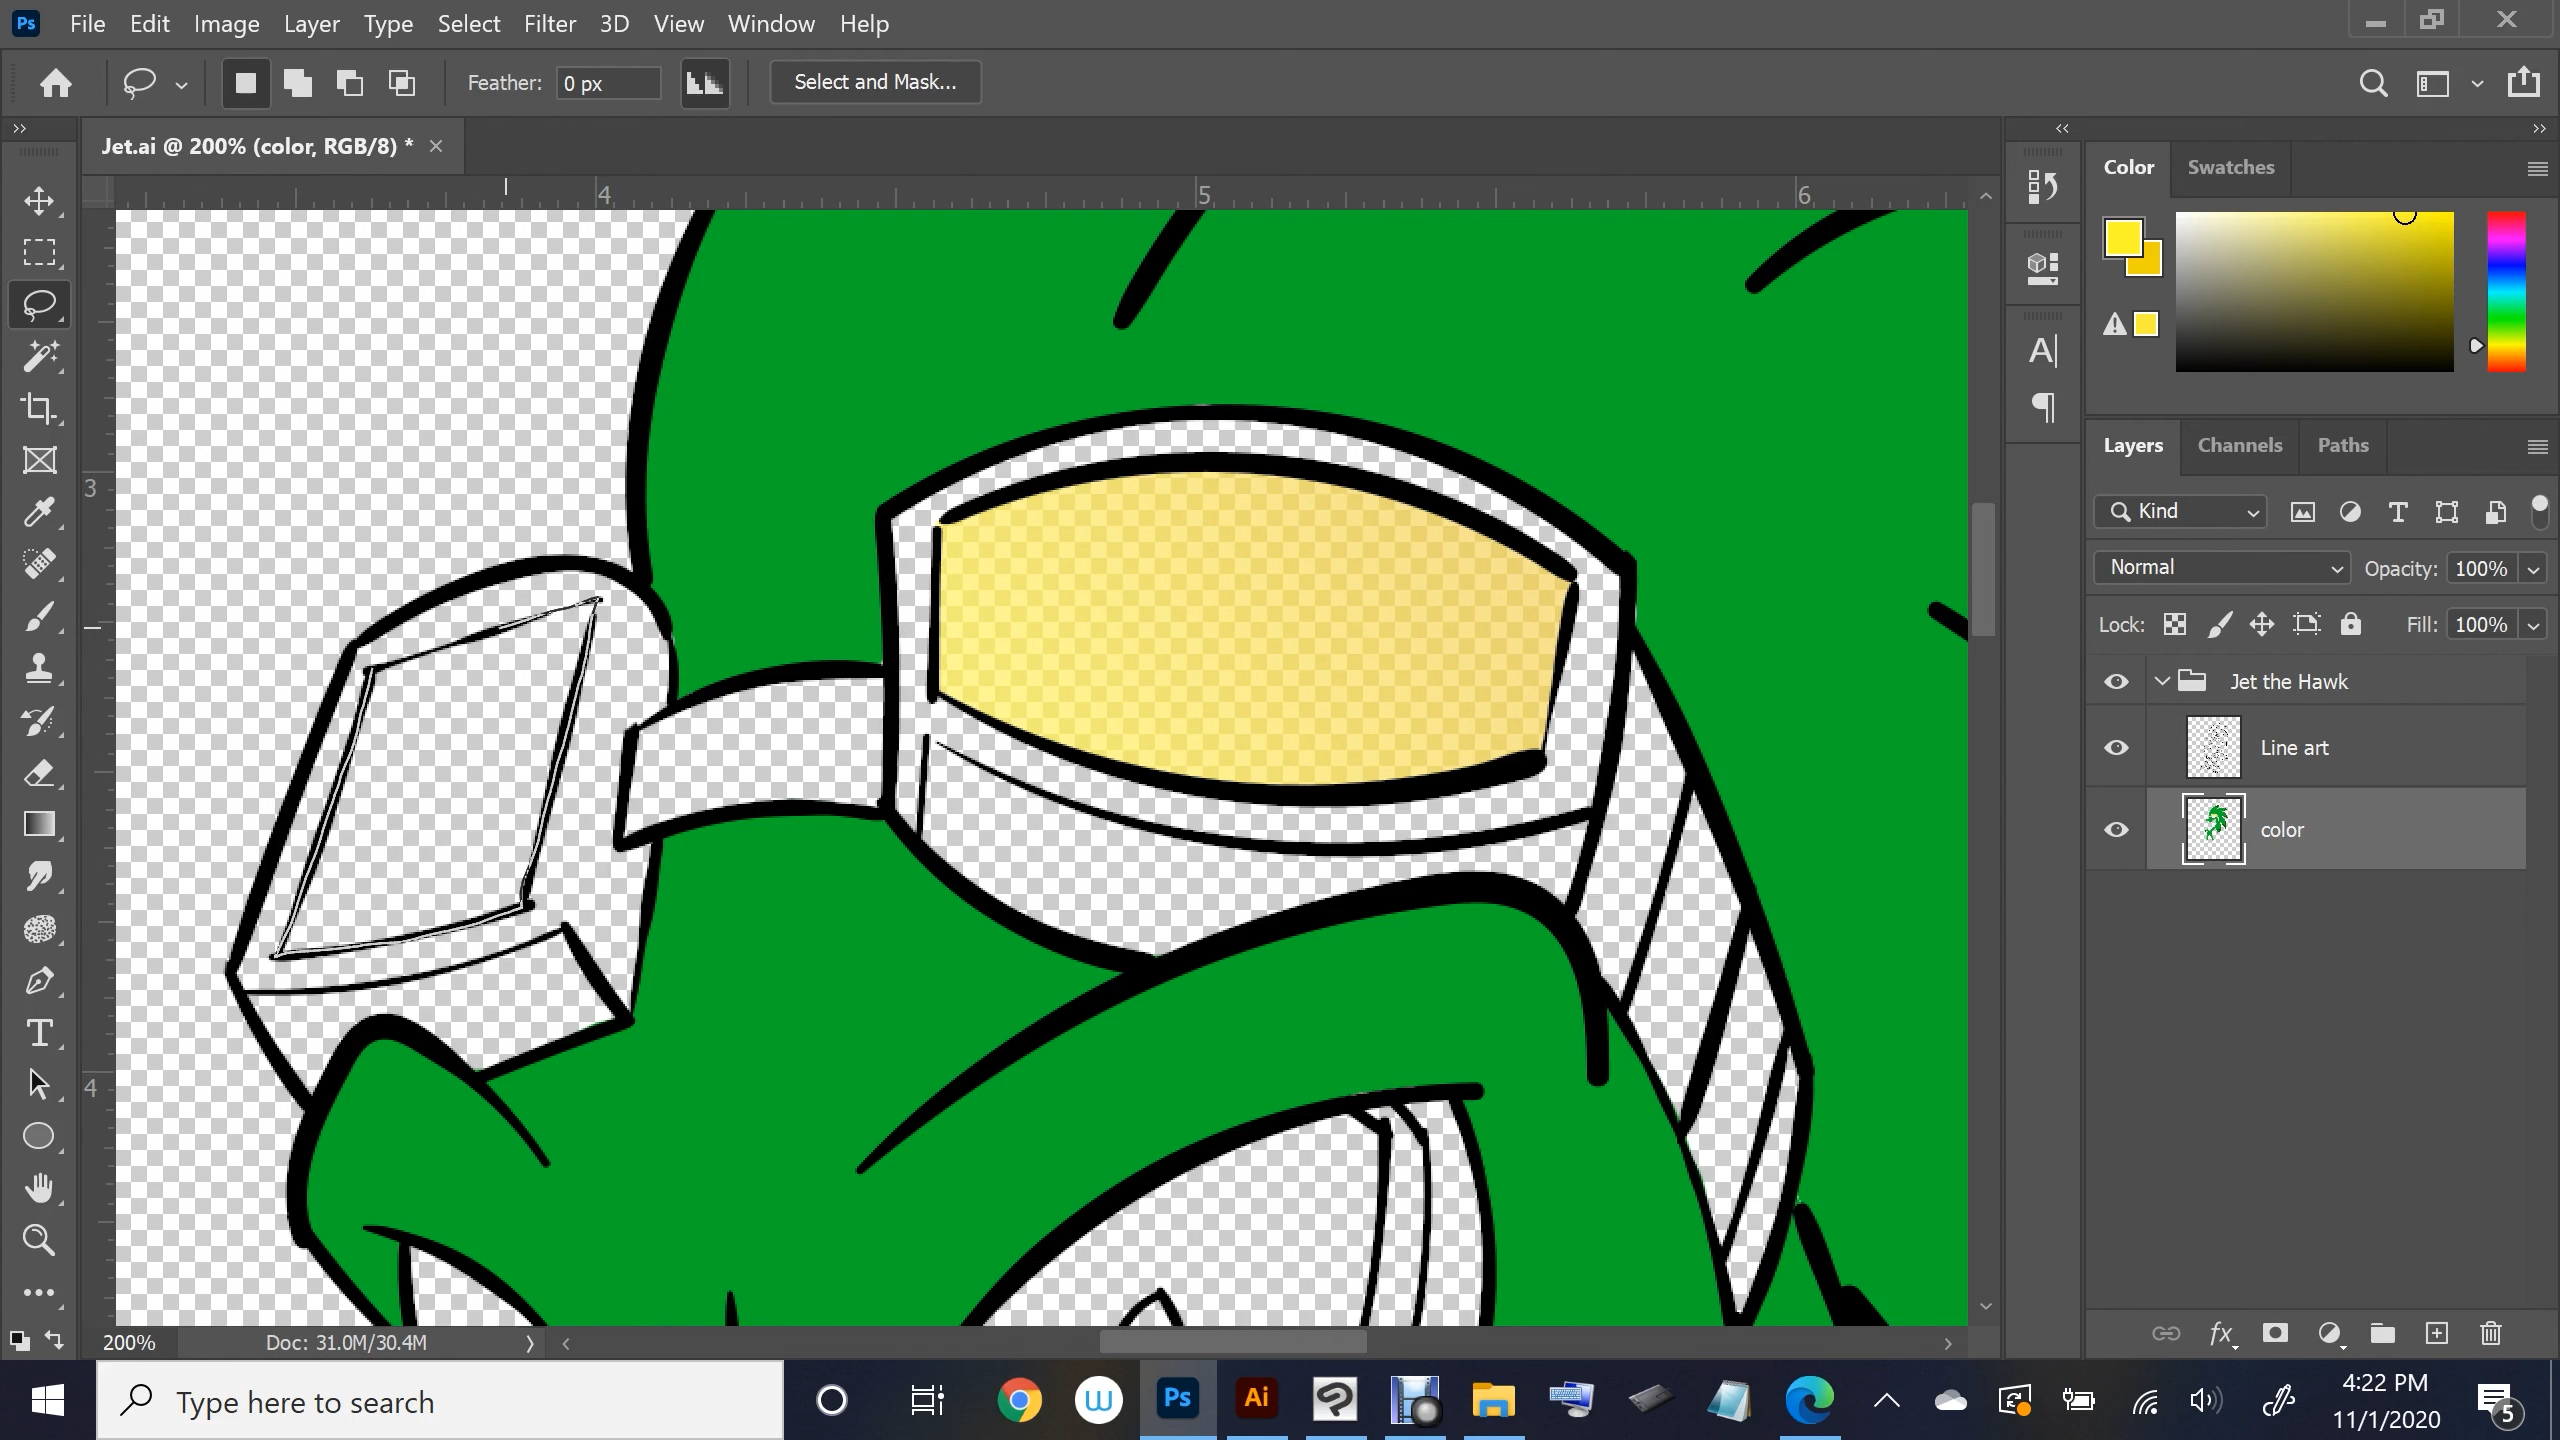 Ps File Edit Image Layer Type Select Filter 3D View Window Help
Feather: 0 px Select and Mask...
Jet.ai @ 200% (color, RGB/8) *
4 5 6
3
4
Color Swatches
Layers Channels Paths
Kind
Normal Opacity: 100%
Lock: Fill: 100%
Jet the Hawk
Line art
color
200% Doc: 31.0M/30.4M
Type here to search
Ps Ai
4:22 PM
11/1/2020
5